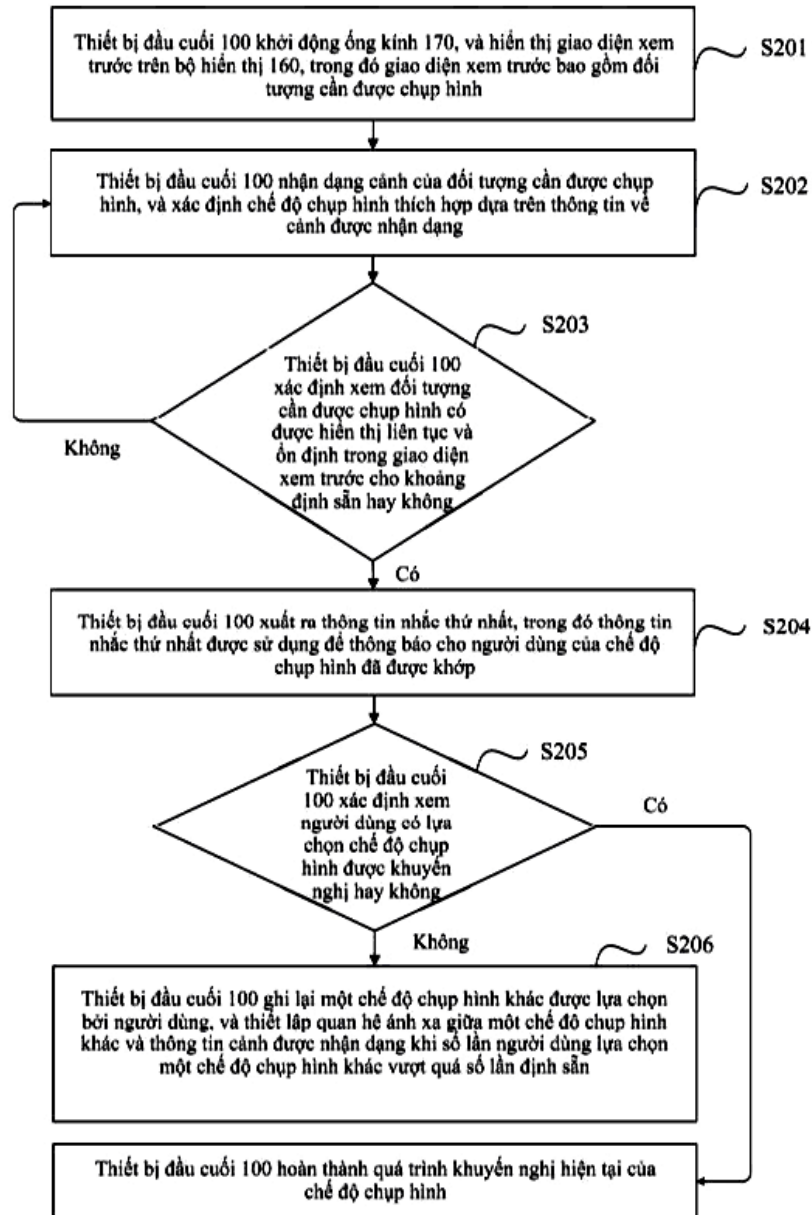 Thiết bị đầu cuối 100 khởi động ống kính 170, và hiển thị giao diện xem
trước trên bộ hiển thị 160, trong đó giao diện xem trước bao gồm đối
tượng cần được chụp hình
S201
Thiết bị đầu cuối 100 nhận dạng cảnh của đối tượng cần được chụp
hình, và xác định chế độ chụp hình thích hợp dựa trên thông tin về
cảnh được nhận dạng
S202
S203
Thiết bị đầu cuối 100
xác định xem đối tượng
cần được chụp hình có
được hiển thị liên tục và
ổn định trong giao diện
xem trước cho khoảng
định sẵn hay không
Không
Có
Thiết bị đầu cuối 100 xuất ra thông tin nhắc thứ nhất, trong đó thông tin
nhắc thứ nhất được sử dụng để thông báo cho người dùng của chế độ
chụp hình đã được khớp
S204
S205
Thiết bị đầu cuối
100 xác định xem
người dùng có lựa
chọn chế độ chụp
hình được khuyến
nghị hay không
Có
Không
S206
Thiết bị đầu cuối 100 ghi lại một chế độ chụp hình khác được lựa chọn
bởi người dùng, và thiết lập quan hệ ánh xạ giữa một chế độ chụp hình
khác và thông tin cảnh được nhận dạng khi số lần người dùng lựa chọn
một chế độ chụp hình khác vượt quá số lần định sẵn
Thiết bị đầu cuối 100 hoàn thành quá trình khuyến nghị hiện tại của
chế độ chụp hình